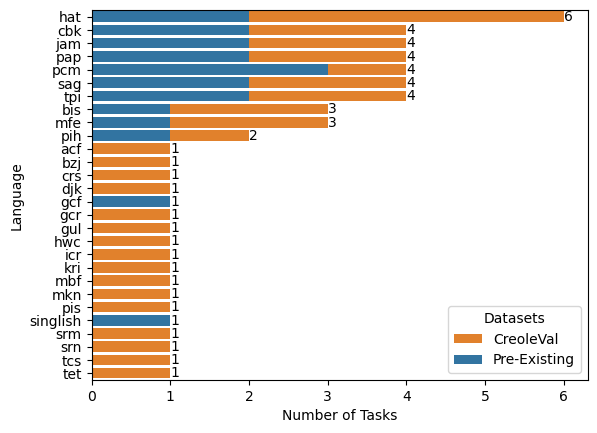 hat 6
cbk 4
jam 4
pap 4
pcm 4
sag 4
tpi 4
bis 3
mfe 3
pih 2
acf 1
bzj 1
crs 1
djk 1
gcf 1
gcr 1
gul 1
hwc 1
icr 1
kri 1
mbf 1
mkn 1
pis 1
singlish 1
srm 1
srn 1
tcs 1
tet 1
Language
Datasets
CreoleVal
Pre-Existing
0 1 2 3 4 5 6
Number of Tasks